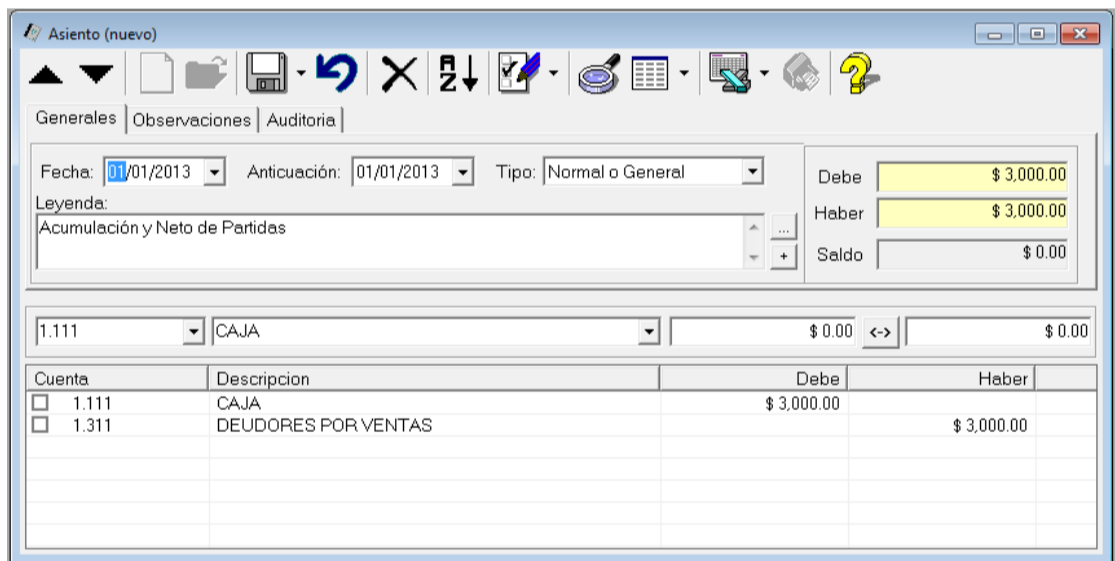 Asiento (nuevo)
Generales Observaciones Auditoria
Fecha: 01/01/2013 Anticuación: 01/01/2013 Tipo: Normal o General
Debe $ 3,000.00
Leyenda:
Acumulación y Neto de Partidas
...
+
Haber $ 3,000.00
Saldo $ 0.00
1.111 CAJA $ 0.00 <-> $ 0.00
Cuenta Descripcion Debe Haber
1.111 CAJA $ 3,000.00
1.311 DEUDORES POR VENTAS $ 3,000.00